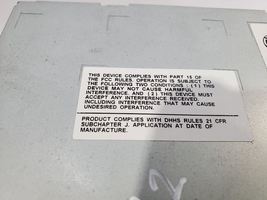 THIS DEVICE COMPLIES WITH PART 15 OF
THE FCC RULES. OPERATION IS SUBJECT TO
THE FOLLOWING TWO CONDITIONS : (1) THIS
DEVICE MAY NOT CAUSE HARMFUL
INTERFERENCE. AND (2) THIS DEVICE MUST
ACCEPT ANY INTERFERENCE RECEIVED.
INCLUDING INTERFERENCE THAT MAY CAUSE
UNDESIRED OPERATION.
PRODUCT COMPLIES WITH DHHS RULES 21 CFR
SUBCHAPTER J. APPLICATION AT DATE OF
MANUFACTURE.